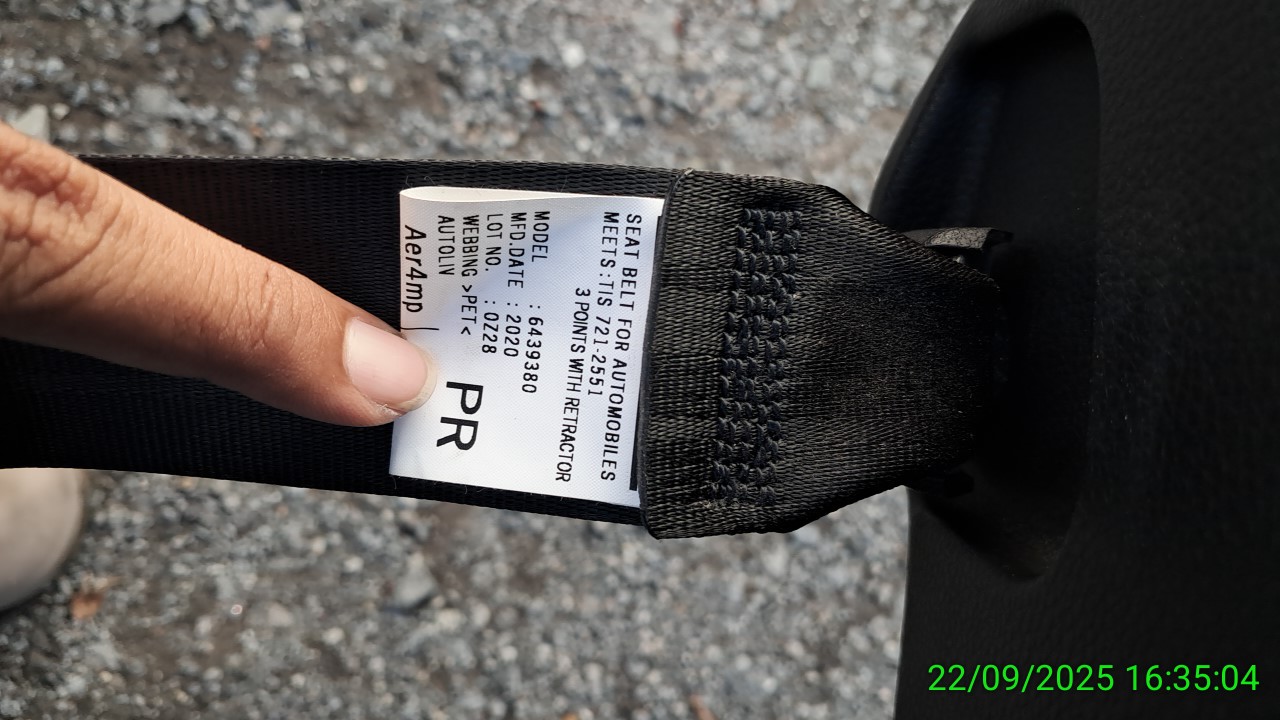 SEAT BELT FOR AUTOMOBILES
MEETS :TIS 721-2551
3 POINTS WITH RETRACTOR
MODEL : 6439380
MFD.DATE : 2020
LOT NO. : 0Z28
WEBBING >PET<
AUTOLIV
PR
Aer4mp
22/09/2025 16:35:04